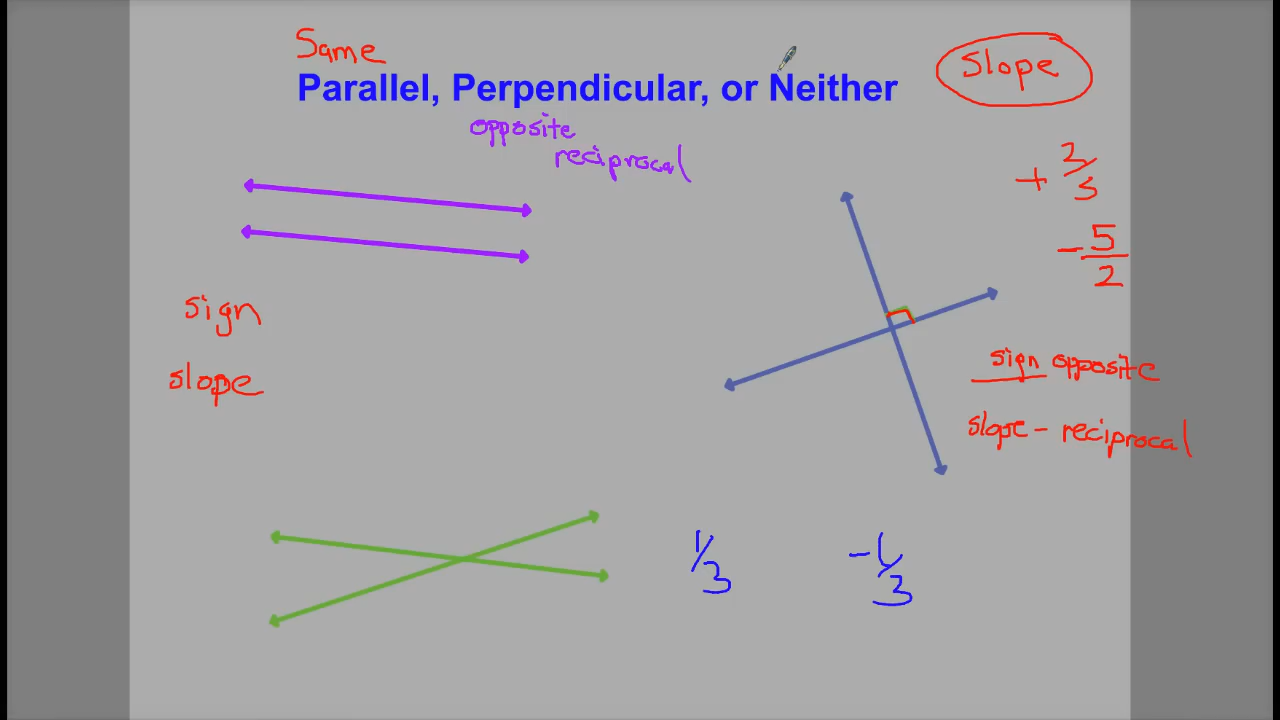 Same
Parallel, Perpendicular, or Neither
slope
opposite
reciprocal
+ 2/5
- 5/2
sign
slope
sign opposite
slope - reciprocal
1/3
-1/3